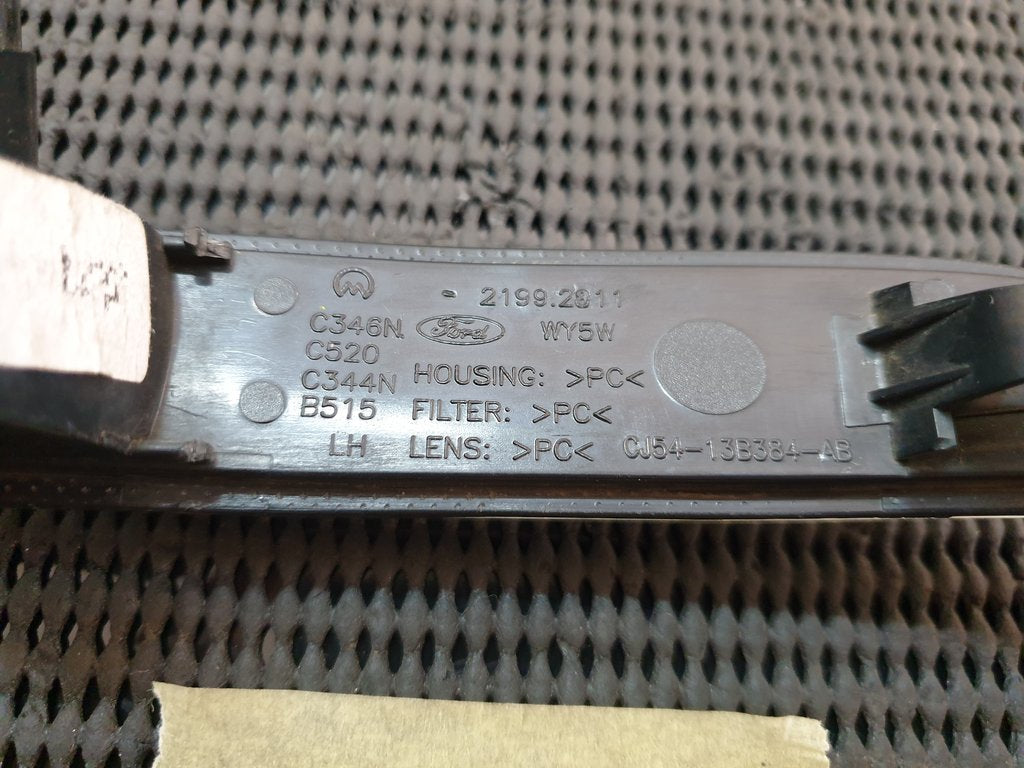 - 2199.2811
C346N Ford WY5W
C520
C344N HOUSING: >PC<
B515 FILTER: >PC<
LH LENS: >PC< CJ54-13B384-AB